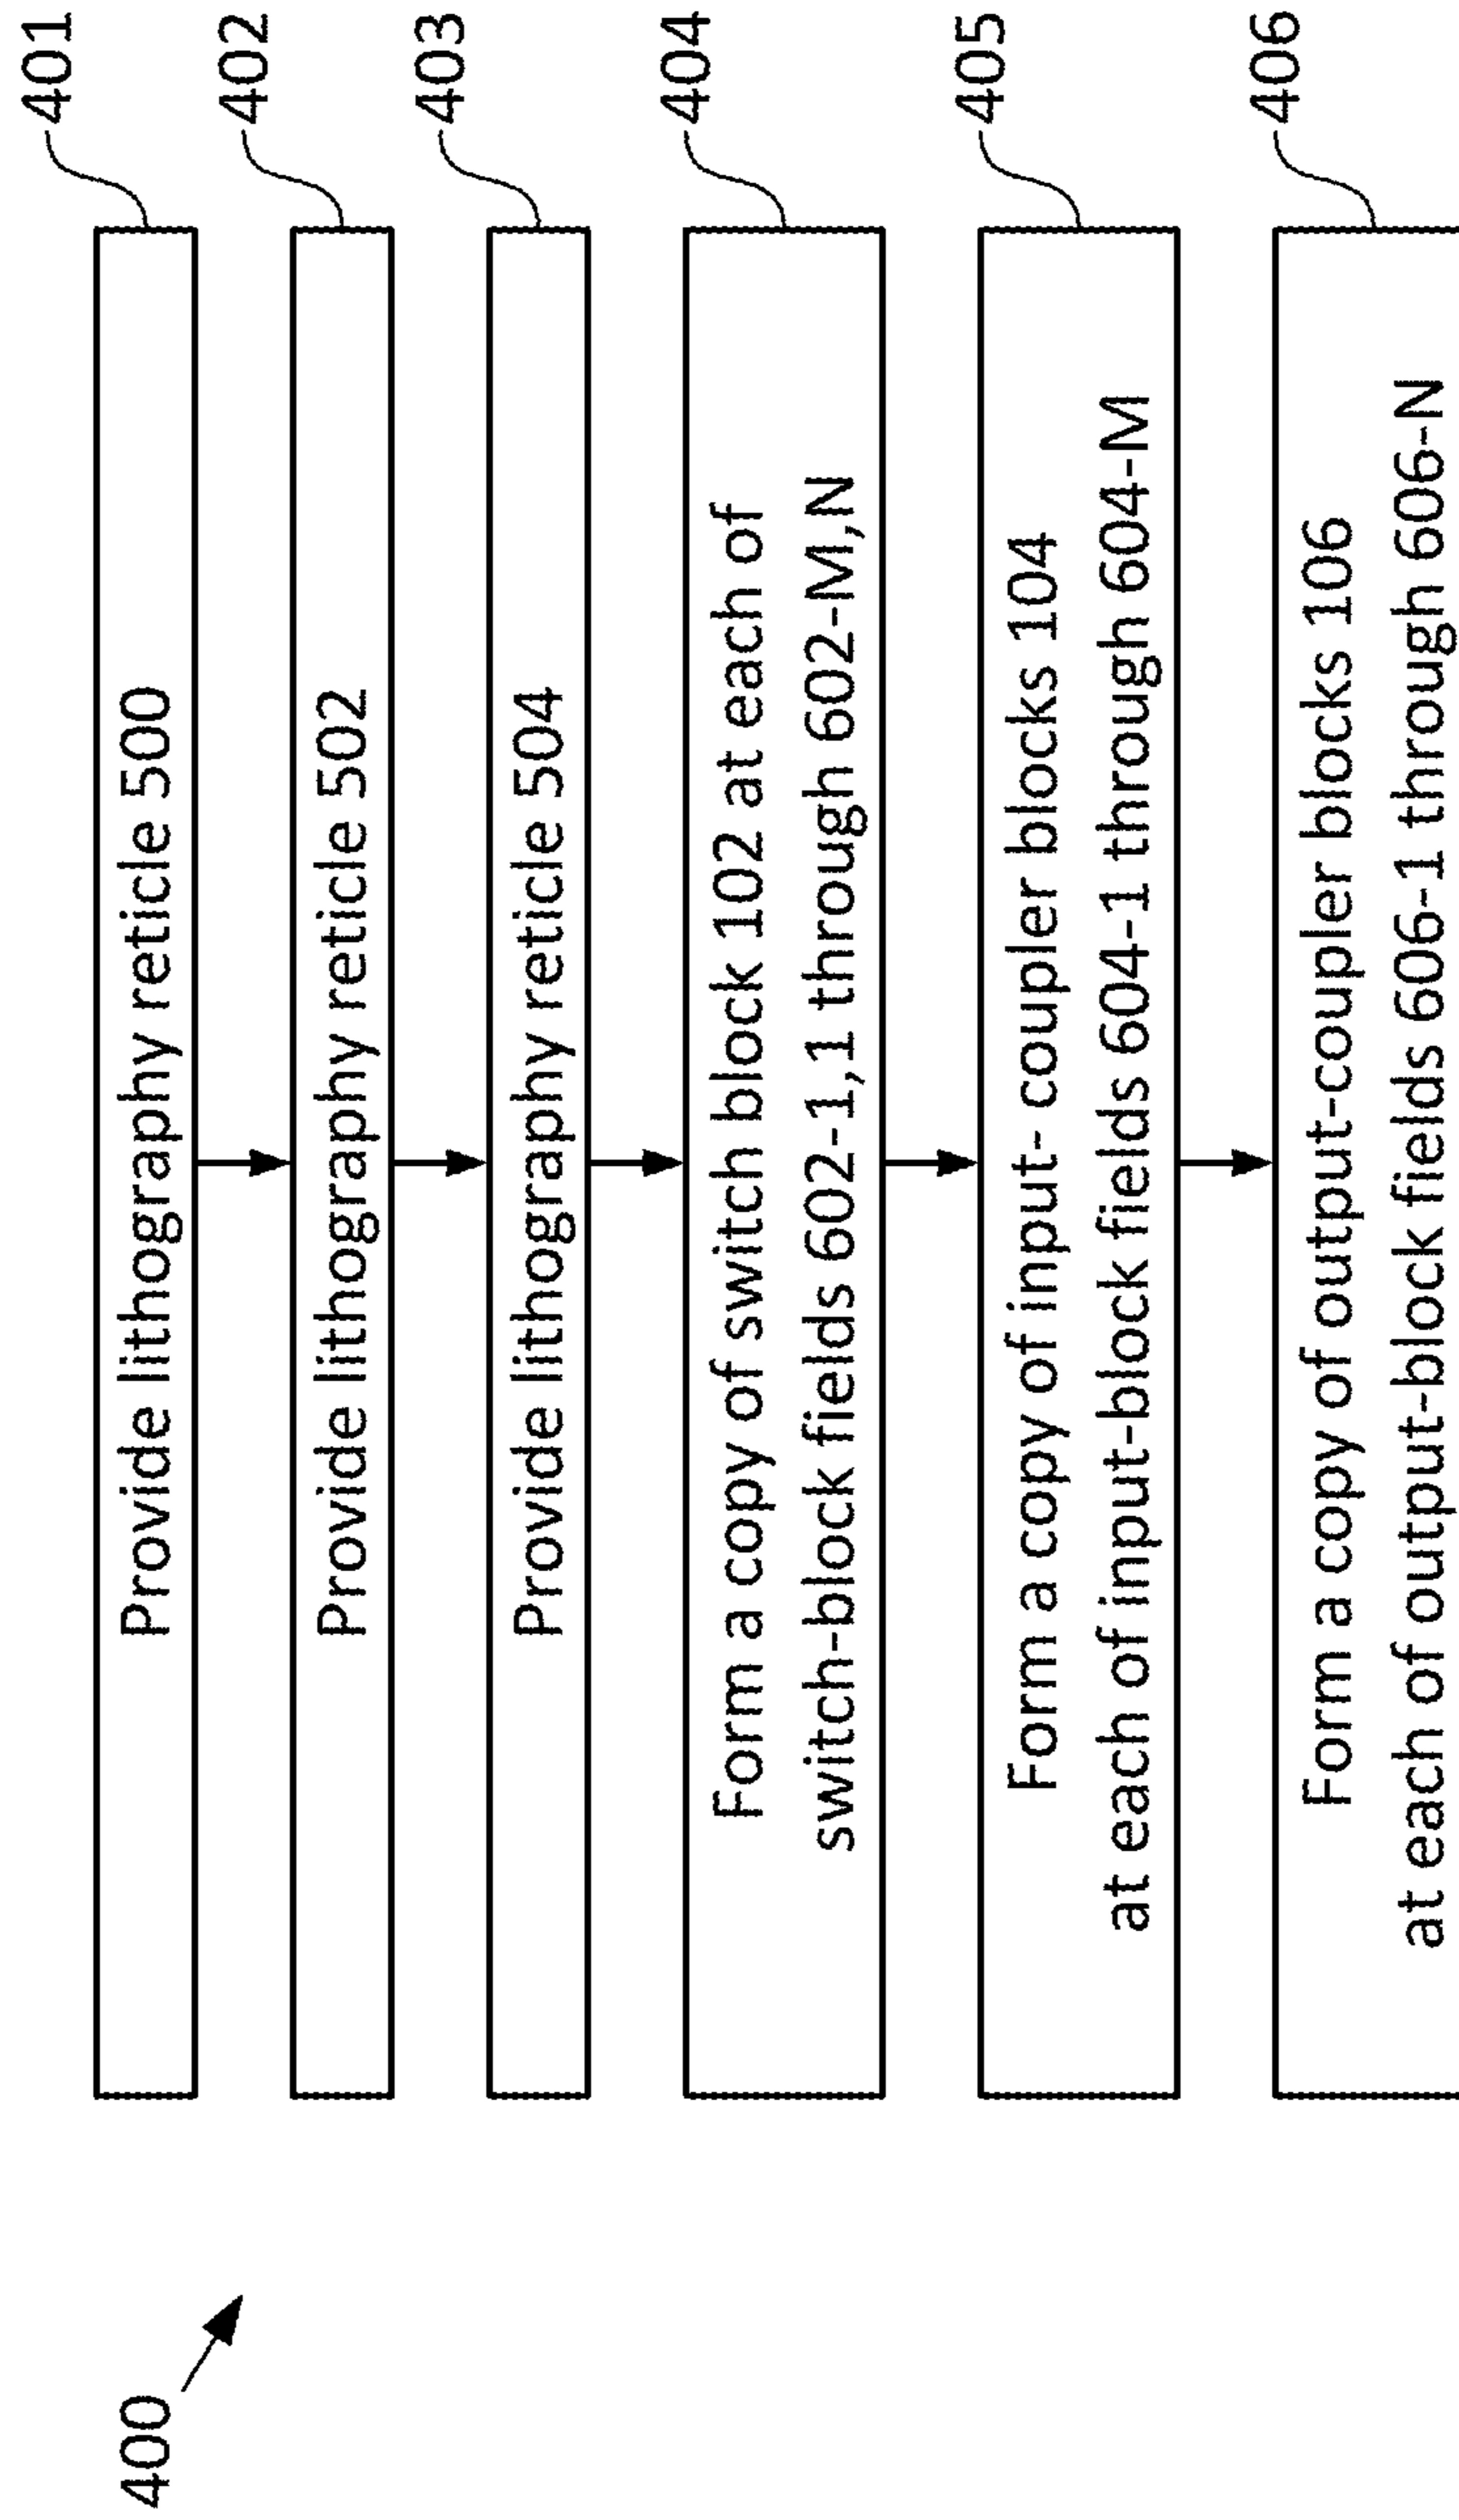 400
Provide lithography reticle 500
401
Provide lithography reticle 502
402
Provide lithography reticle 504
403
Form a copy of switch block 102 at each of
switch-block fields 602-1,1 through 602-M,N
404
Form a copy of input- coupler blocks 104
at each of input-block fields 604-1 through 604-M
405
Form a copy of output-coupler blocks 106
at each of output-block fields 606-1 through 606-N
406